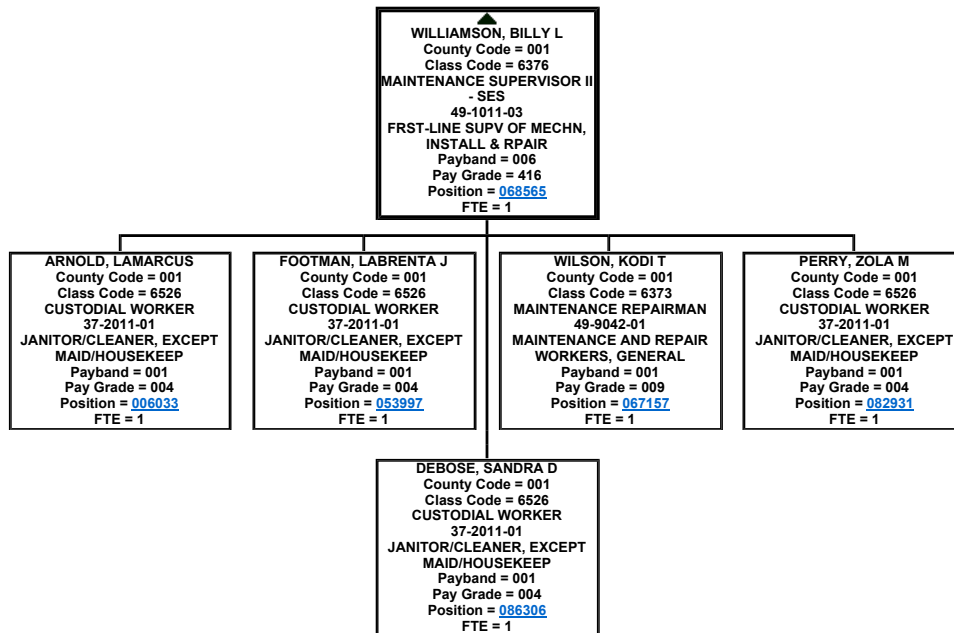 WILLIAMSON, BILLY L
County Code = 001
Class Code = 6376
MAINTENANCE SUPERVISOR II
- SES
49-1011-03
FRST-LINE SUPV OF MECHN,
INSTALL & RPAIR
Payband = 006
Pay Grade = 416
Position = 068565
FTE = 1
ARNOLD, LAMARCUS
County Code = 001
Class Code = 6526
CUSTODIAL WORKER
37-2011-01
JANITOR/CLEANER, EXCEPT
MAID/HOUSEKEEP
Payband = 001
Pay Grade = 004
Position = 006033
FTE = 1
FOOTMAN, LABRENTA J
County Code = 001
Class Code = 6526
CUSTODIAL WORKER
37-2011-01
JANITOR/CLEANER, EXCEPT
MAID/HOUSEKEEP
Payband = 001
Pay Grade = 004
Position = 053997
FTE = 1
WILSON, KODI T
County Code = 001
Class Code = 6373
MAINTENANCE REPAIRMAN
49-9042-01
MAINTENANCE AND REPAIR
WORKERS, GENERAL
Payband = 001
Pay Grade = 009
Position = 067157
FTE = 1
PERRY, ZOLA M
County Code = 001
Class Code = 6526
CUSTODIAL WORKER
37-2011-01
JANITOR/CLEANER, EXCEPT
MAID/HOUSEKEEP
Payband = 001
Pay Grade = 004
Position = 082931
FTE = 1
DEBOSE, SANDRA D
County Code = 001
Class Code = 6526
CUSTODIAL WORKER
37-2011-01
JANITOR/CLEANER, EXCEPT
MAID/HOUSEKEEP
Payband = 001
Pay Grade = 004
Position = 086306
FTE = 1